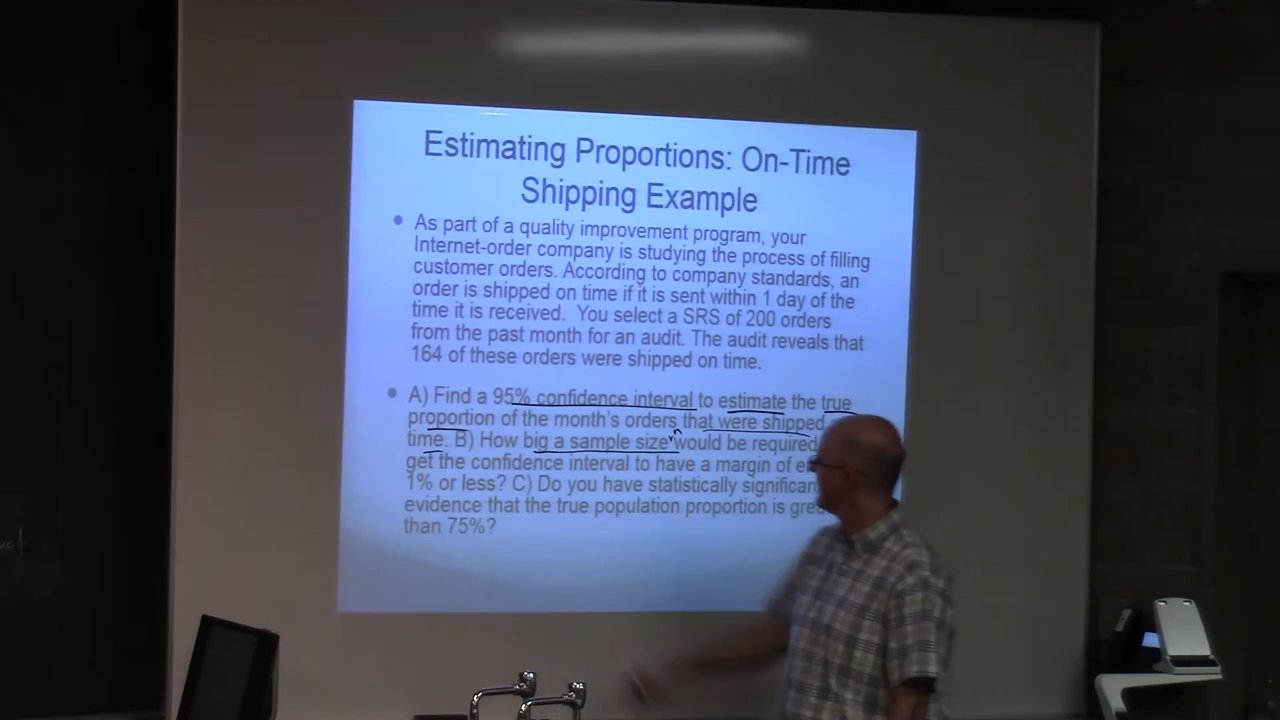 Estimating Proportions: On-Time
Shipping Example
• As part of a quality improvement program, your
Internet-order company is studying the process of filling
customer orders. According to company standards, an
order is shipped on time if it is sent within 1 day of the
time it is received. You select a SRS of 200 orders
from the past month for an audit. The audit reveals that
164 of these orders were shipped on time.
• A) Find a 95% confidence interval to estimate the true
proportion of the month's orders that were shipped
time. B) How big a sample size n would be required
get the confidence interval to have a margin of
1% or less? C) Do you have statistically
evidence that the true population proportion is
than 75%?